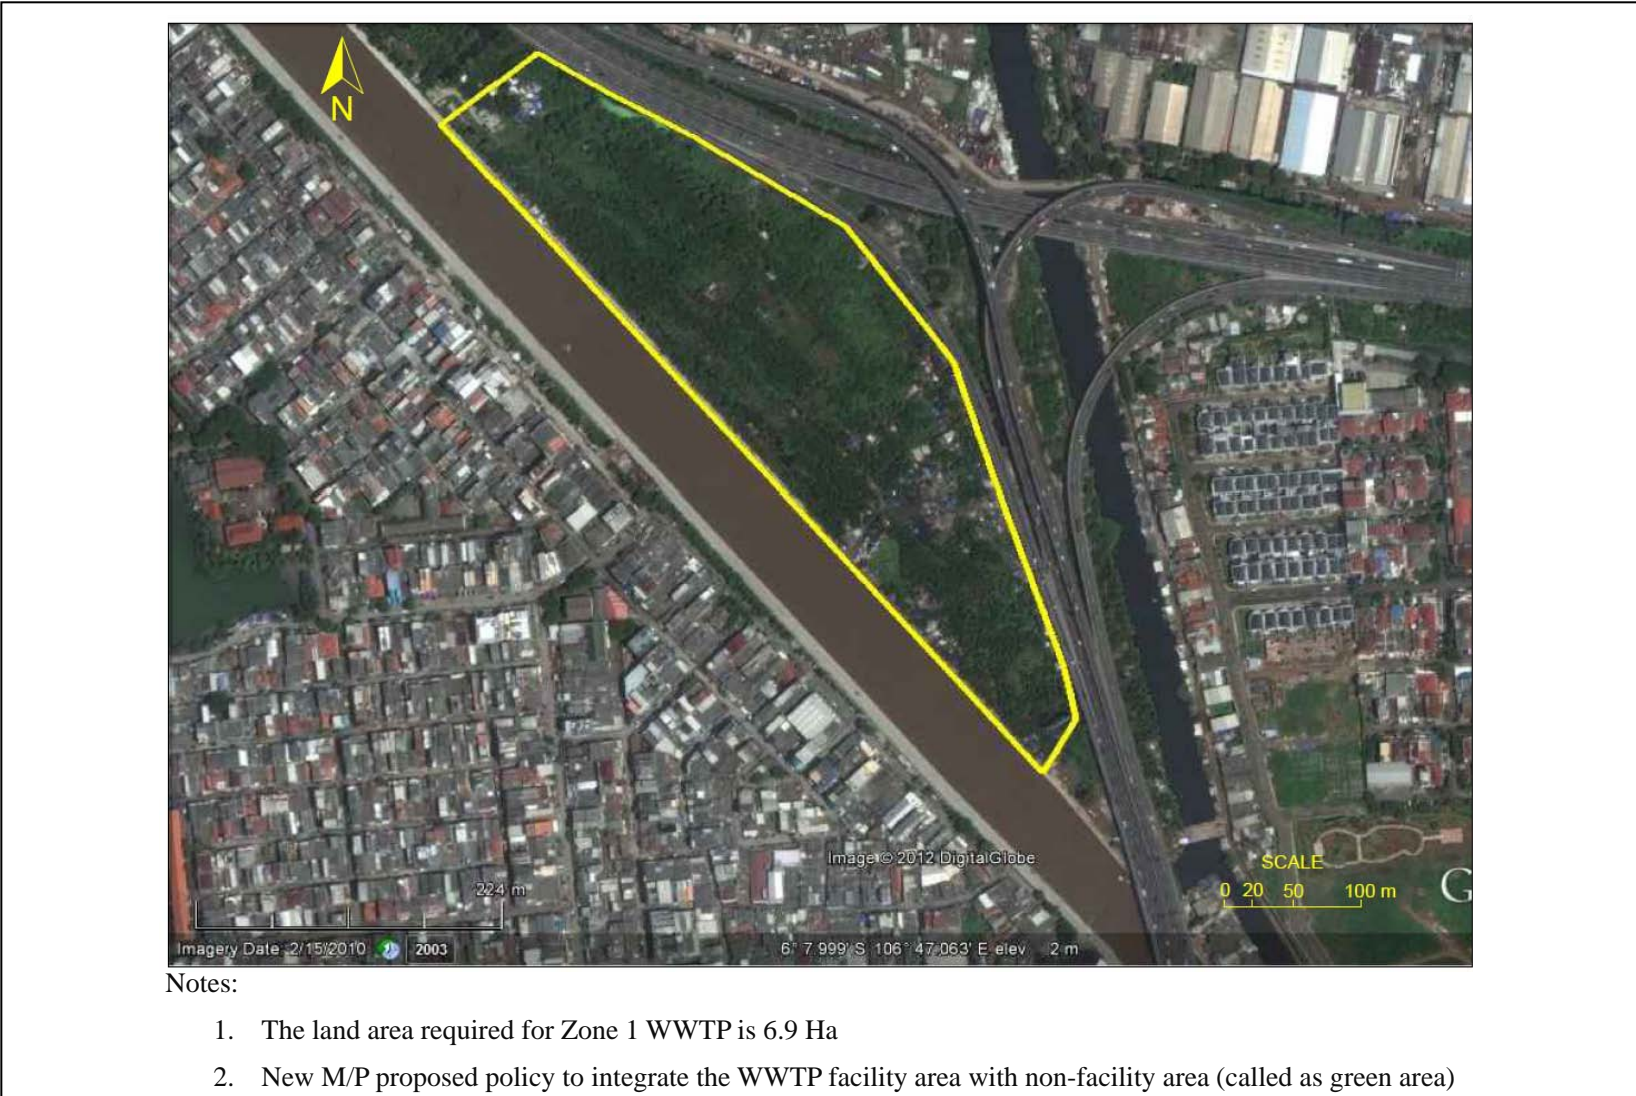 N
Image © 2012 DigitalGlobe
SCALE
0 20 50 100 m
G
224 m
Imagery Date: 2/15/2010 2003
6° 7.999' S 106° 47.063' E elev 2 m
Notes:
1. The land area required for Zone 1 WWTP is 6.9 Ha
2. New M/P proposed policy to integrate the WWTP facility area with non-facility area (called as green area)